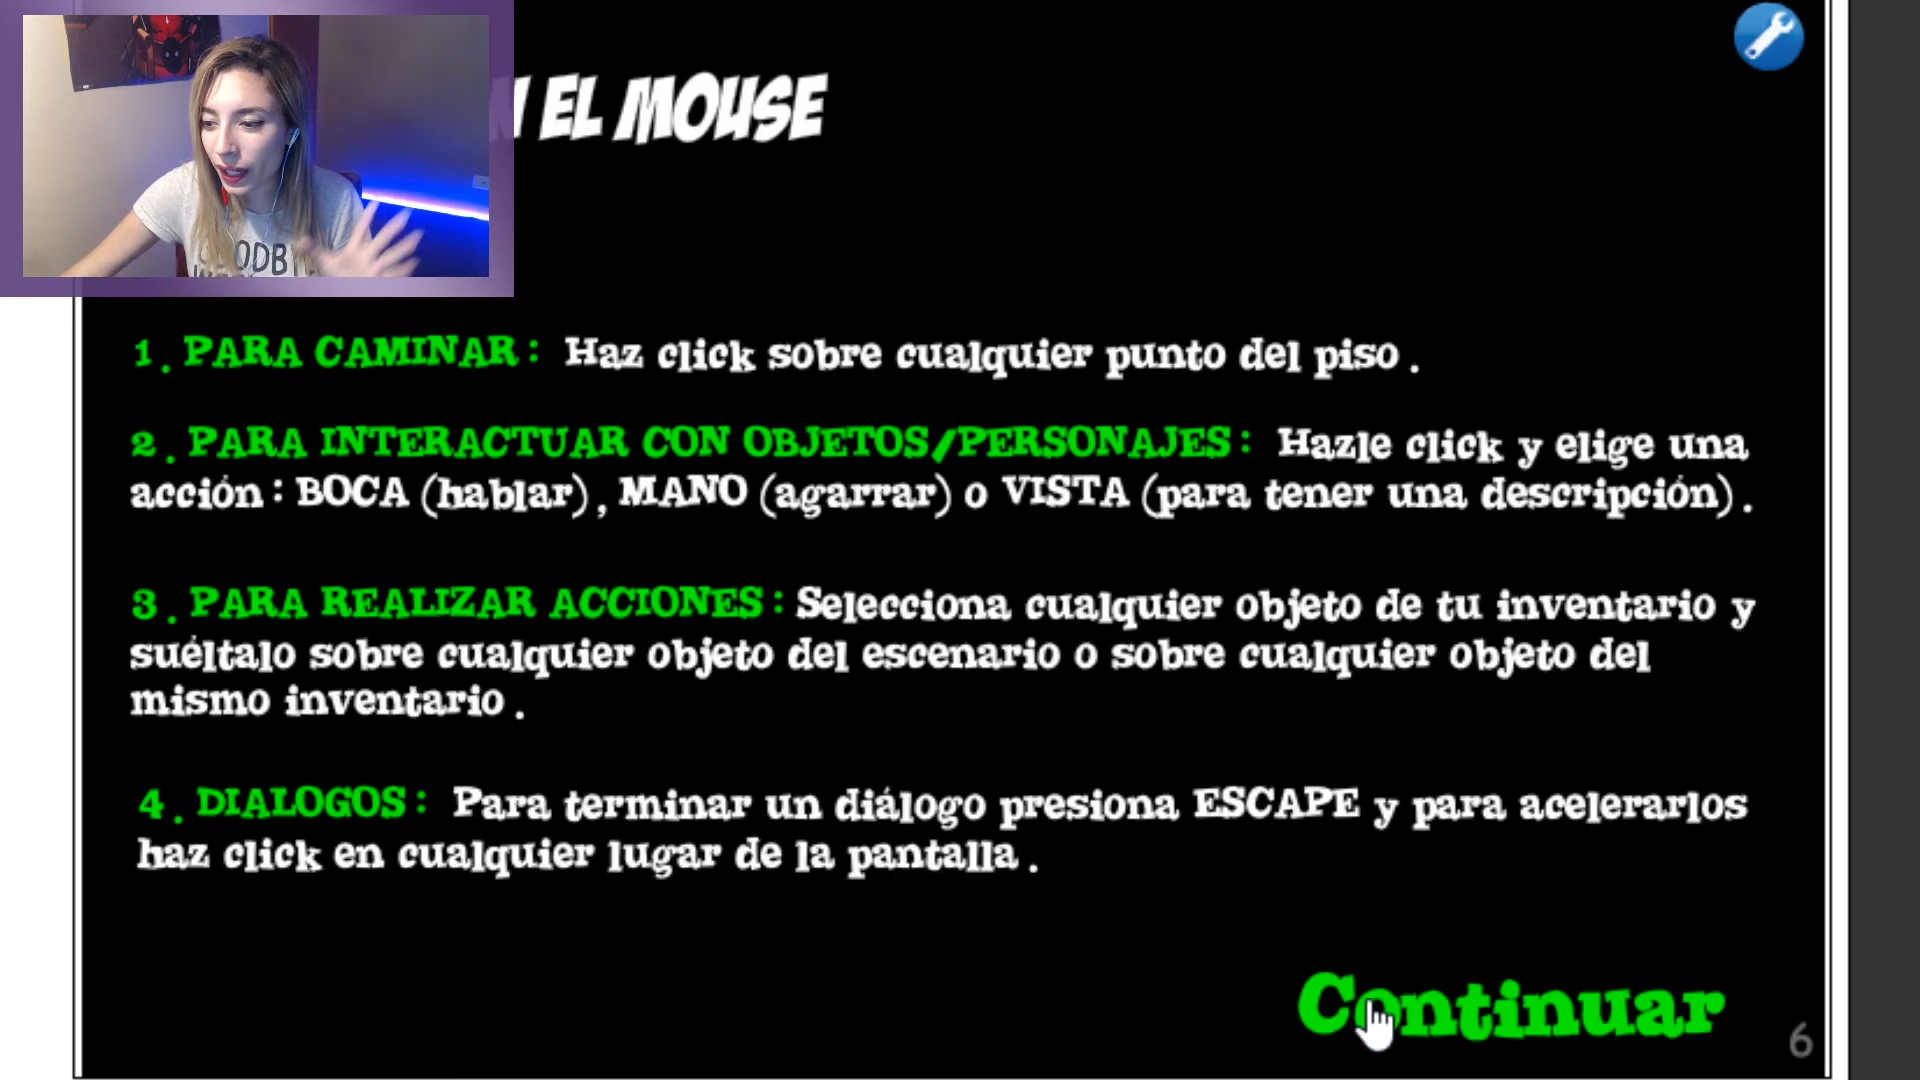 EL MOUSE
1. PARA CAMINAR: Haz click sobre cualquier punto del piso.
2. PARA INTERACTUAR CON OBJETOS/PERSONAJES: Hazle click y elige una
acción: BOCA (hablar), MANO (agarrar) o VISTA (para tener una descripción).
3. PARA REALIZAR ACCIONES: Selecciona cualquier objeto de tu inventario y
suéltalo sobre cualquier objeto del escenario o sobre cualquier objeto del
mismo inventario.
4. DIALOGOS: Para terminar un diálogo presiona ESCAPE y para acelerarlos
haz click en cualquier lugar de la pantalla.
Continuar
6